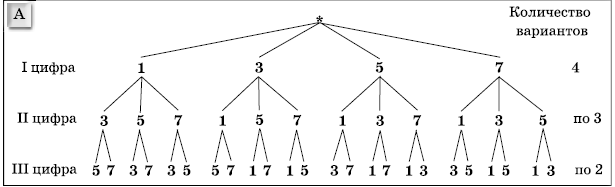 А
*
Количество
вариантов
I цифра 1 3 5 7 4
II цифра 3 5 7 1 5 7 1 3 7 1 3 5 по 3
III цифра 5 7 3 7 3 5 5 7 1 7 1 5 3 7 1 7 1 3 3 5 1 5 1 3 по 2